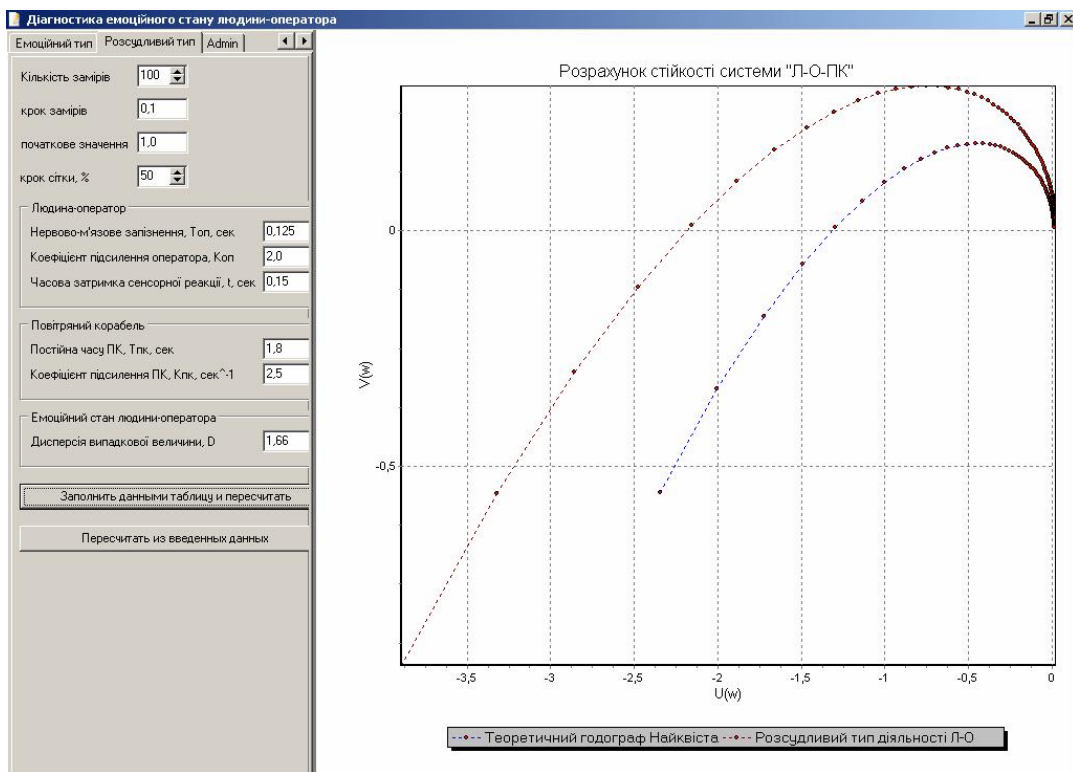 Діагностика емоційного стану людини-оператора
Емоційний тип
Розсудливий тип
Admin
Кількість замірів 100
крок замірів 0,1
початкове значення 1,0
крок сітки, % 50
Людина-оператор
Нервово-м'язове запізнення, Топ, сек 0,125
Коефіцієнт підсилення оператора, Коп 2,0
Часова затримка сенсорної реакції, t, сек 0,15
Повітряний корабель
Постійна часу ПК, Тпк, сек 1,8
Коефіцієнт підсилення ПК, Кпк, сек^-1 2,5
Емоційний стан людини-оператора
Дисперсія випадкової величини, D 1,66
Заполнить данными таблицу и пересчитать
Пересчитать из введенных данных
Розрахунок стійкості системы "Л-О-ПК"
V(w)
0
-0,5
-3,5 -3 -2,5 -2 -1,5 -1 -0,5 0
U(w)
Теоретичний годограф Найквіста
Розсудливий тип діяльності Л-О